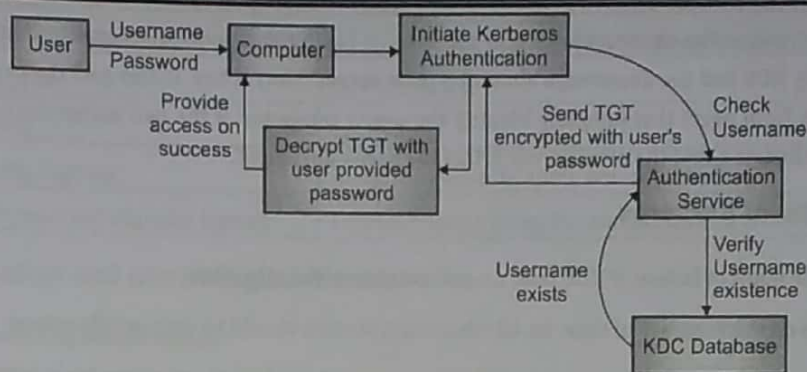 User
Username
Password
Computer
Initiate Kerberos
Authentication
Check
Username
Send TGT
encrypted with user's
password
Provide
access on
success
Decrypt TGT with
user provided
password
Authentication
Service
Verify
Username
existence
Username
exists
KDC Database